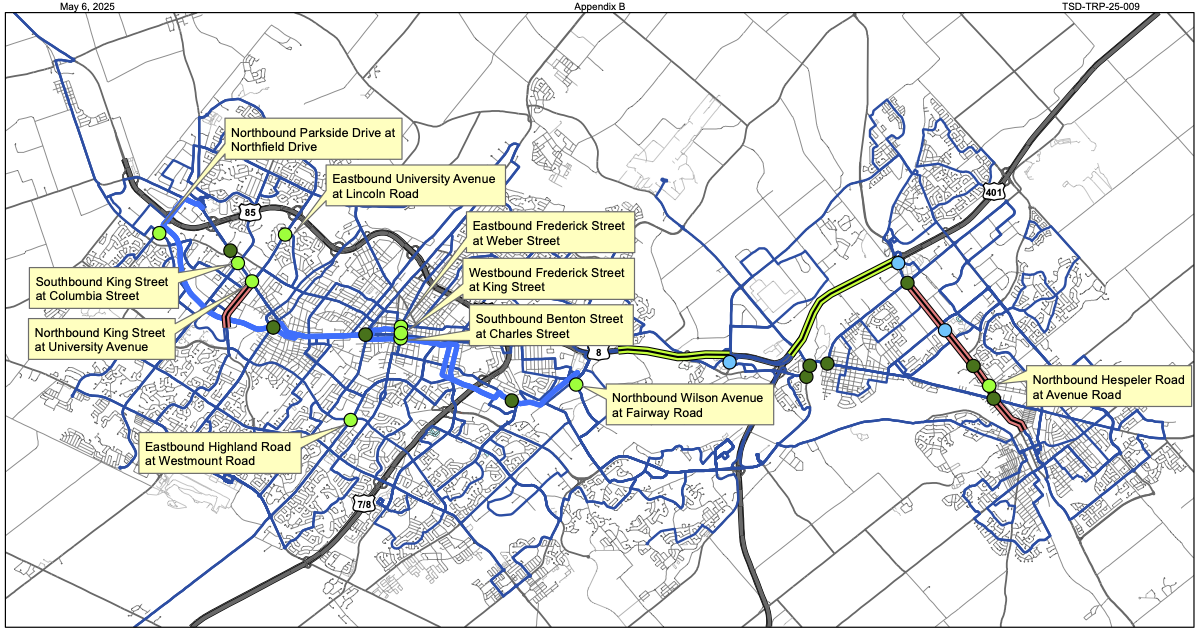 May 6, 2025
Appendix B
TSD-TRP-25-009
Northbound Parkside Drive at
Northfield Drive
Eastbound University Avenue
at Lincoln Road
401
85
Eastbound Frederick Street
at Weber Street
Westbound Frederick Street
at King Street
Southbound King Street
at Columbia Street
Southbound Benton Street
at Charles Street
Northbound King Street
at University Avenue
8
Northbound Hespeler Road
at Avenue Road
Northbound Wilson Avenue
at Fairway Road
Eastbound Highland Road
at Westmount Road
7/8